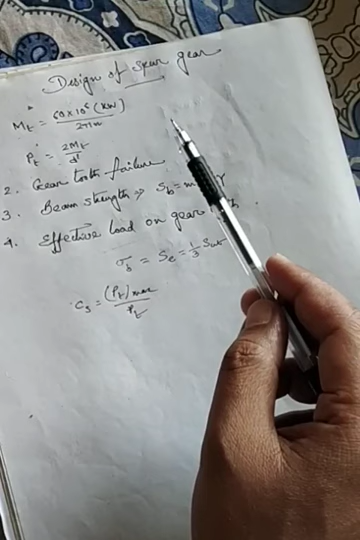 Design of Spur gear
Mt = 60×10⁶ (KW) / 2πn
Pt = 2Mt / d'
2. Gear tooth failure
3. Beam strength ⇒ Sb = m
4. Effective load on gear
σb = Se = 1/3 Sut
Cs = (Pt) max / Pt